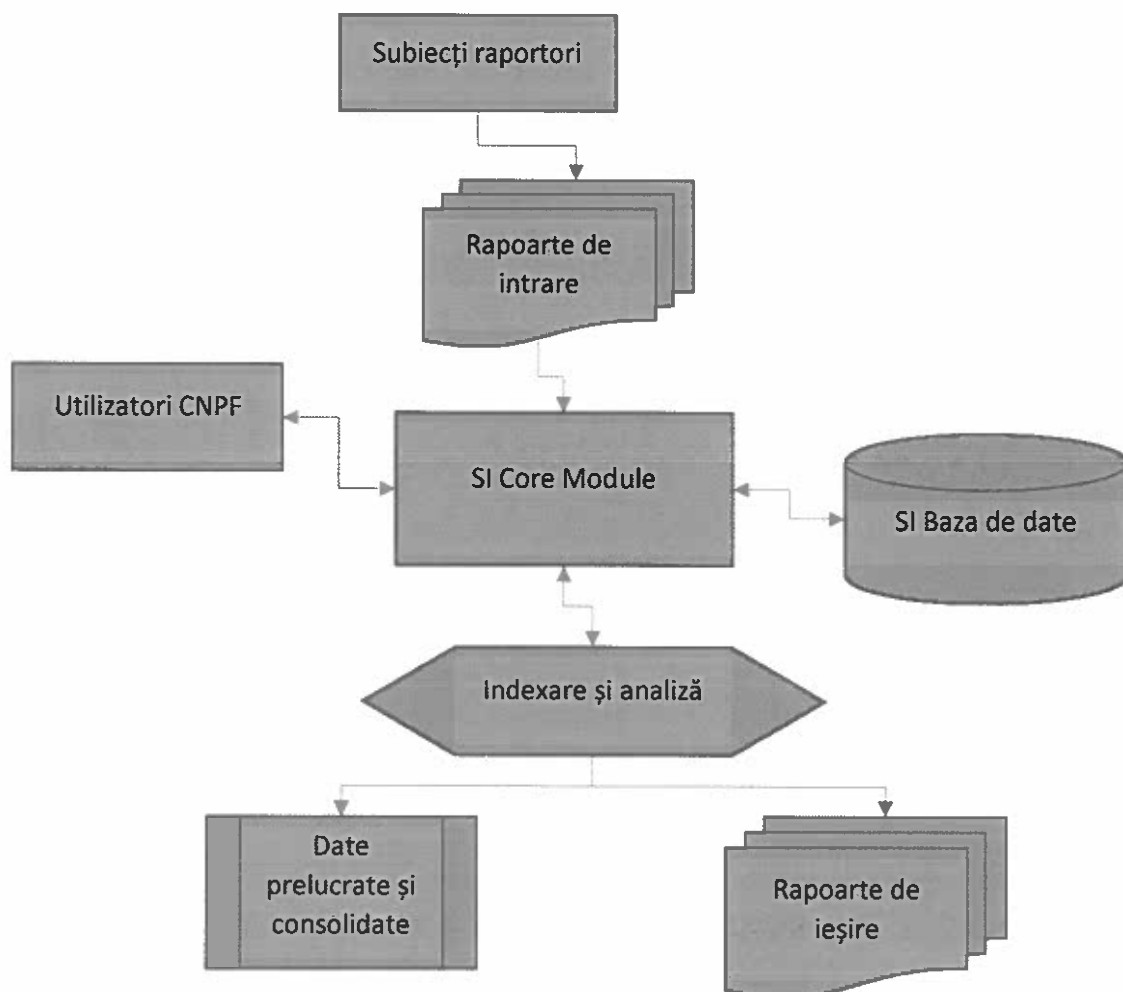 Subiecți raportori
Rapoarte de
intrare
Utilizatori CNPF
SI Core Module
SI Baza de date
Indexare și analiză
Date
prelucrate și
consolidate
Rapoarte de
ieșire